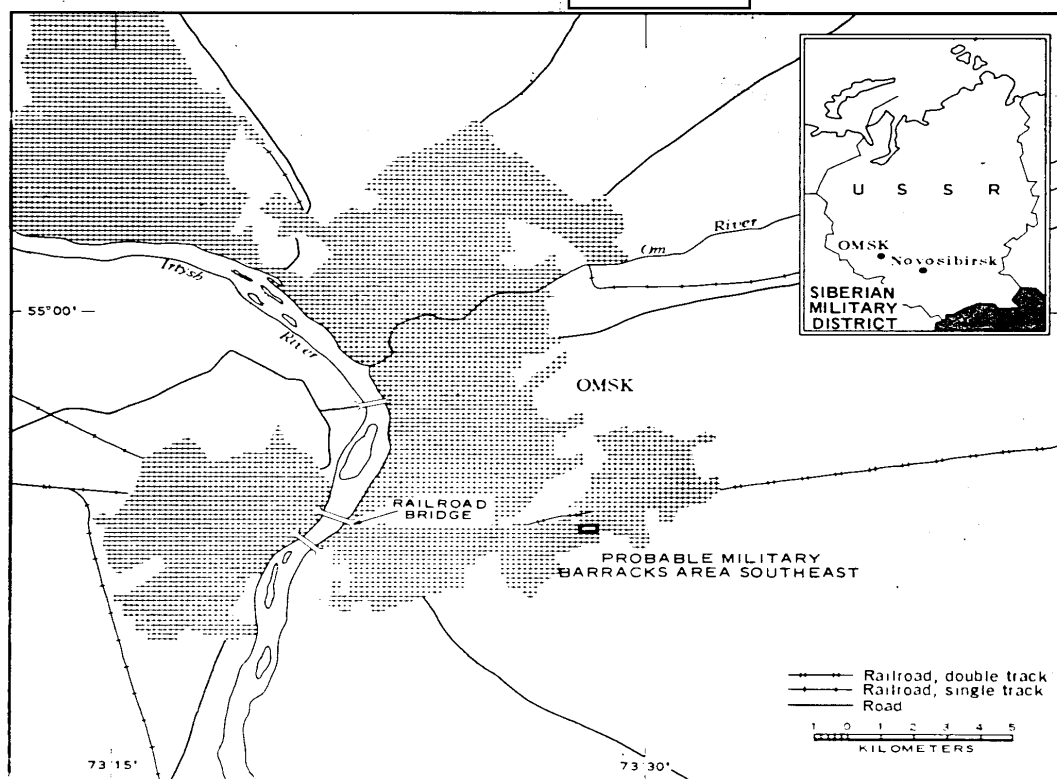 U S S R
OMSK
Novosibirsk
SIBERIAN
MILITARY
DISTRICT
Om River
Irtysh
River
55°00'
OMSK
RAILROAD
BRIDGE
PROBABLE MILITARY
BARRACKS AREA SOUTHEAST
Railroad, double track
Railroad, single track
Road
1 0 1 2 3 4 5
KILOMETERS
73°15'
73°30'